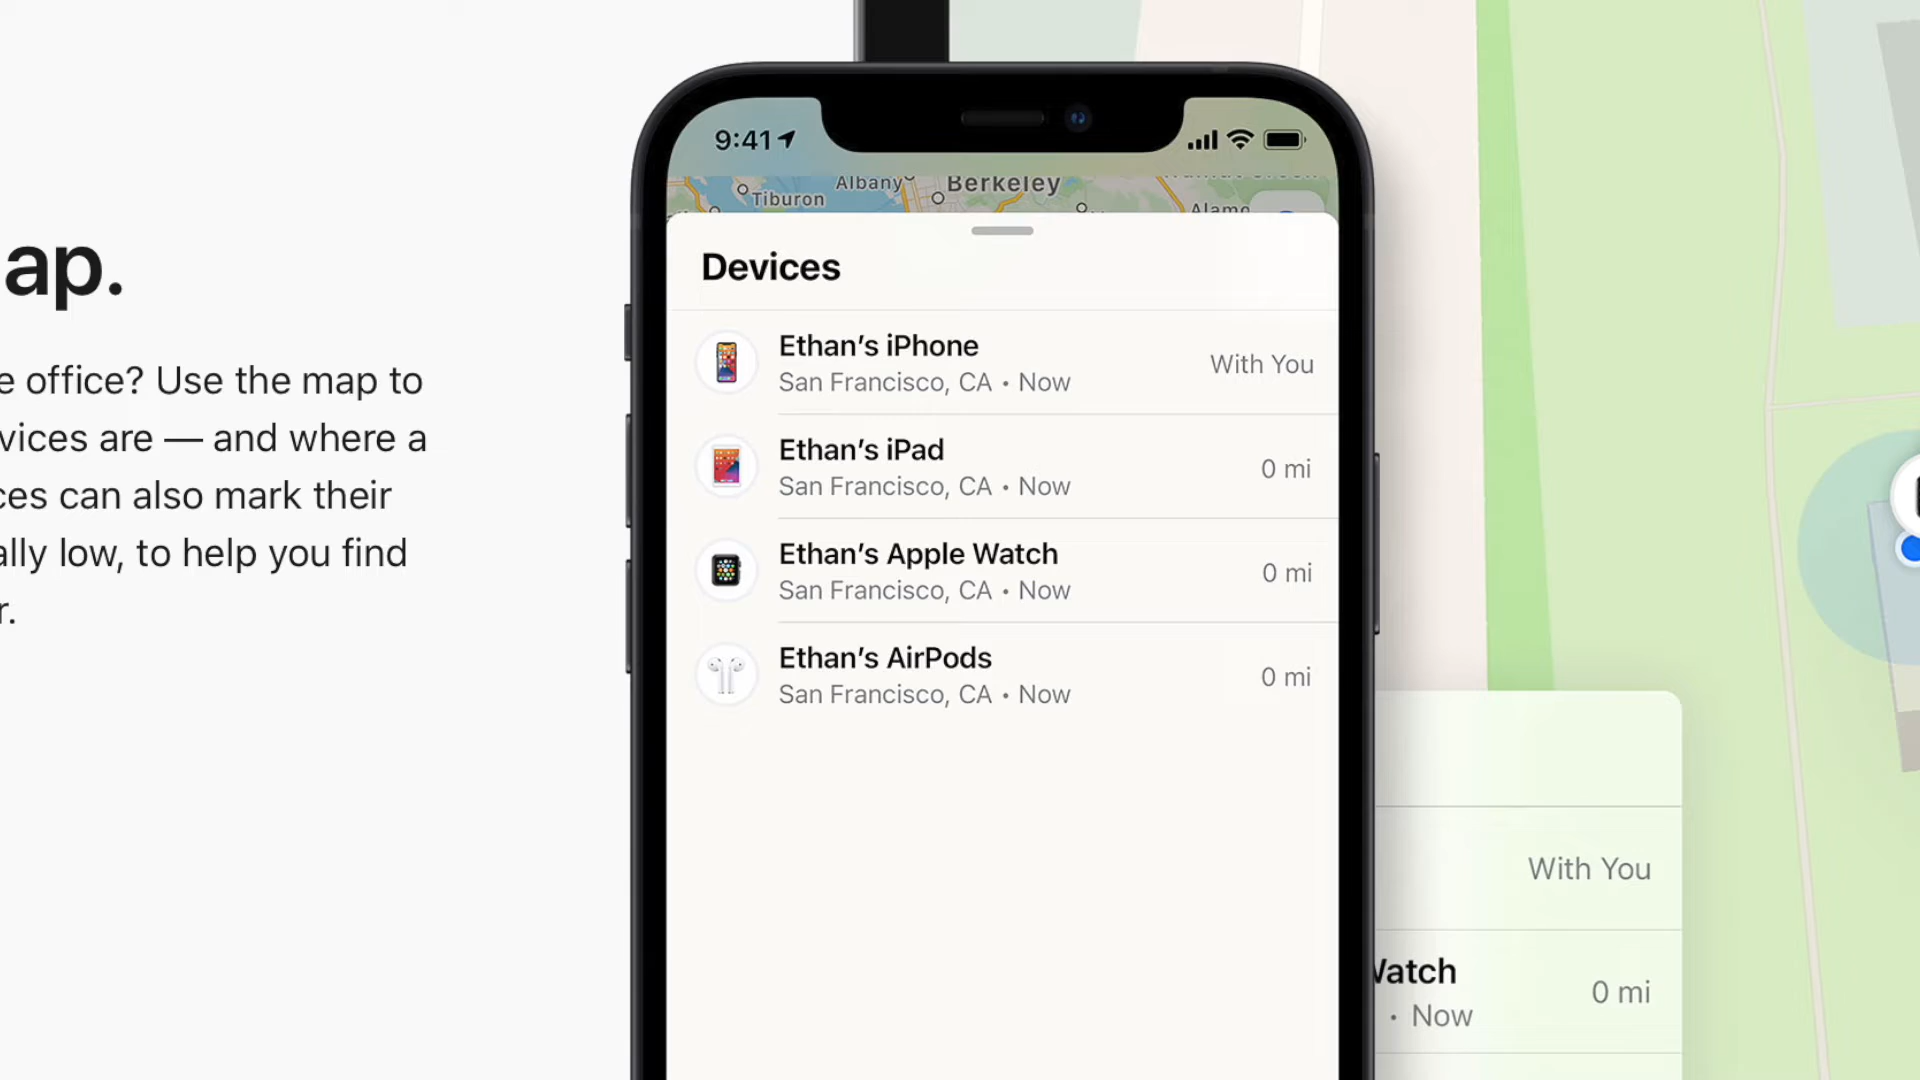 ap.
e office? Use the map to
vices are — and where a
ces can also mark their
ally low, to help you find
r.
9:41
Albany
Berkeley
Tiburon
Alamo
Devices
Ethan’s iPhone
San Francisco, CA • Now
With You
Ethan’s iPad
San Francisco, CA • Now
0 mi
Ethan’s Apple Watch
San Francisco, CA • Now
0 mi
Ethan’s AirPods
San Francisco, CA • Now
0 mi
With You
Watch
• Now
0 mi